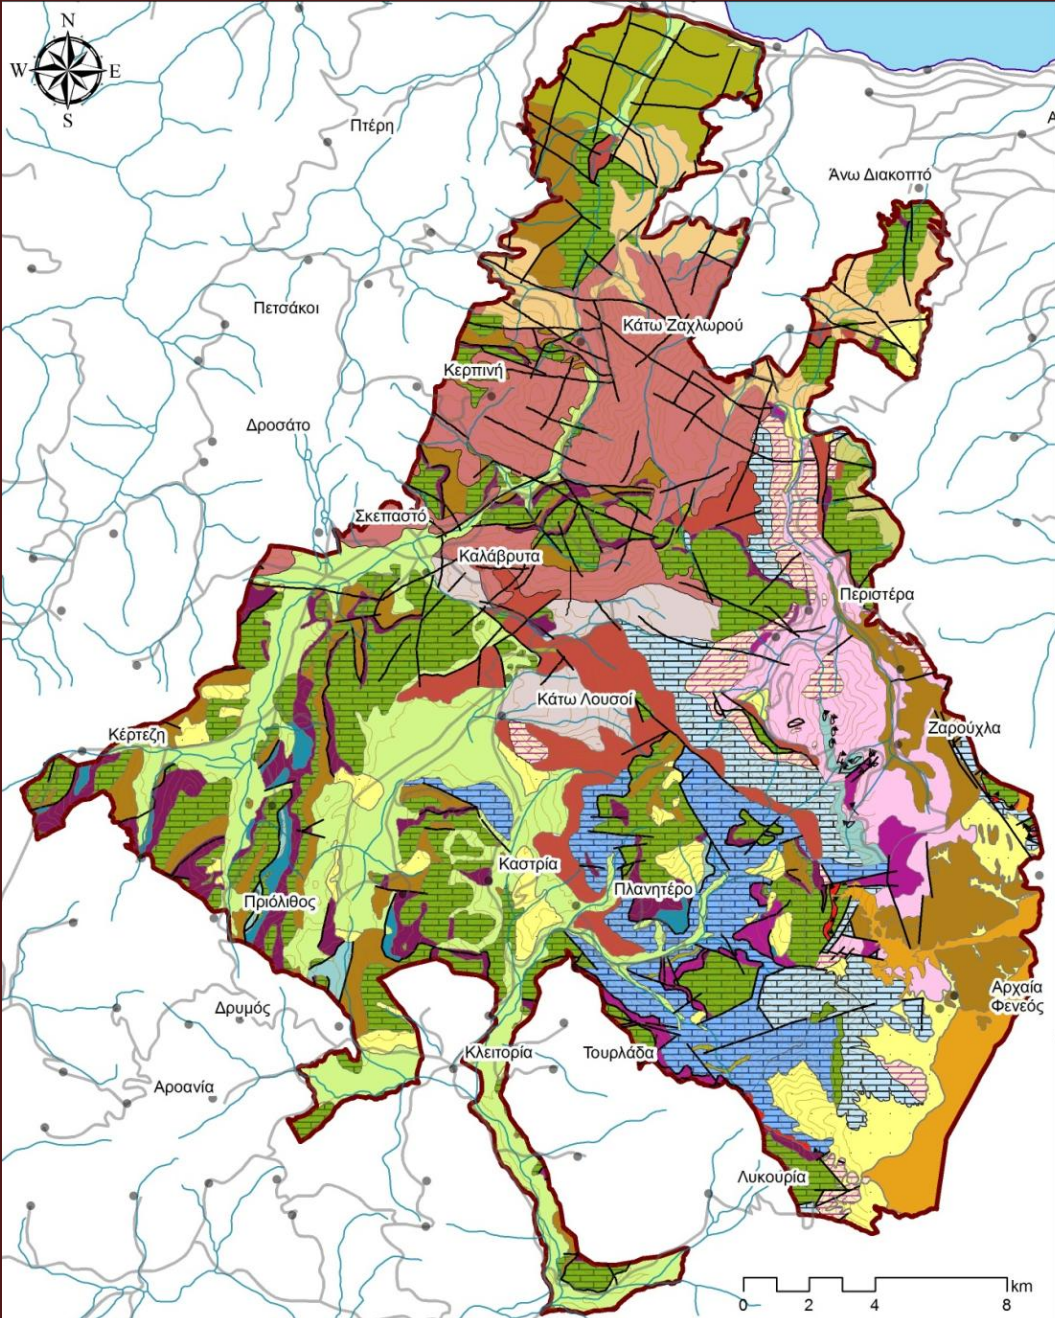 N
W E
S
Πτέρη
Άνω Διακοπτό
Α
Πετσάκοι
Κάτω Ζαχλωρού
Κερπινή
Δροσάτο
Σκεπαστό
Καλάβρυτα
Περιστέρα
Κάτω Λουσοί
Ζαρούχλα
Κέρτεζη
Καστριά
Πλανητέρο
Πριόλιθος
Αρχαία
Φενεός
Δρυμός
Κλειτορία
Τουρλάδα
Αροανία
Λυκουρία
km
0 2 4 8